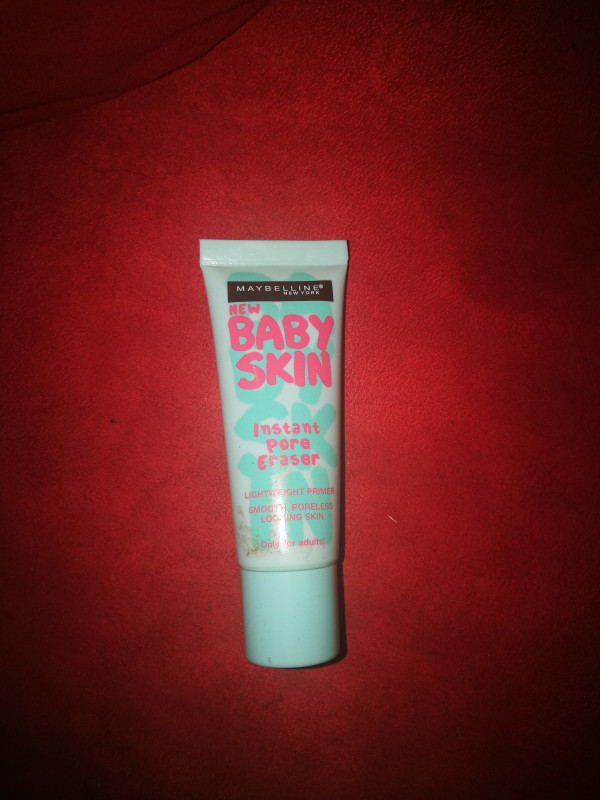 MAYBELLINE®
NEW YORK
NEW
BABY
SKIN
Instant
Pore
Eraser
LIGHTWEIGHT PRIMER
SMOOTH, PORELESS
LOOKING SKIN
Only for adults.